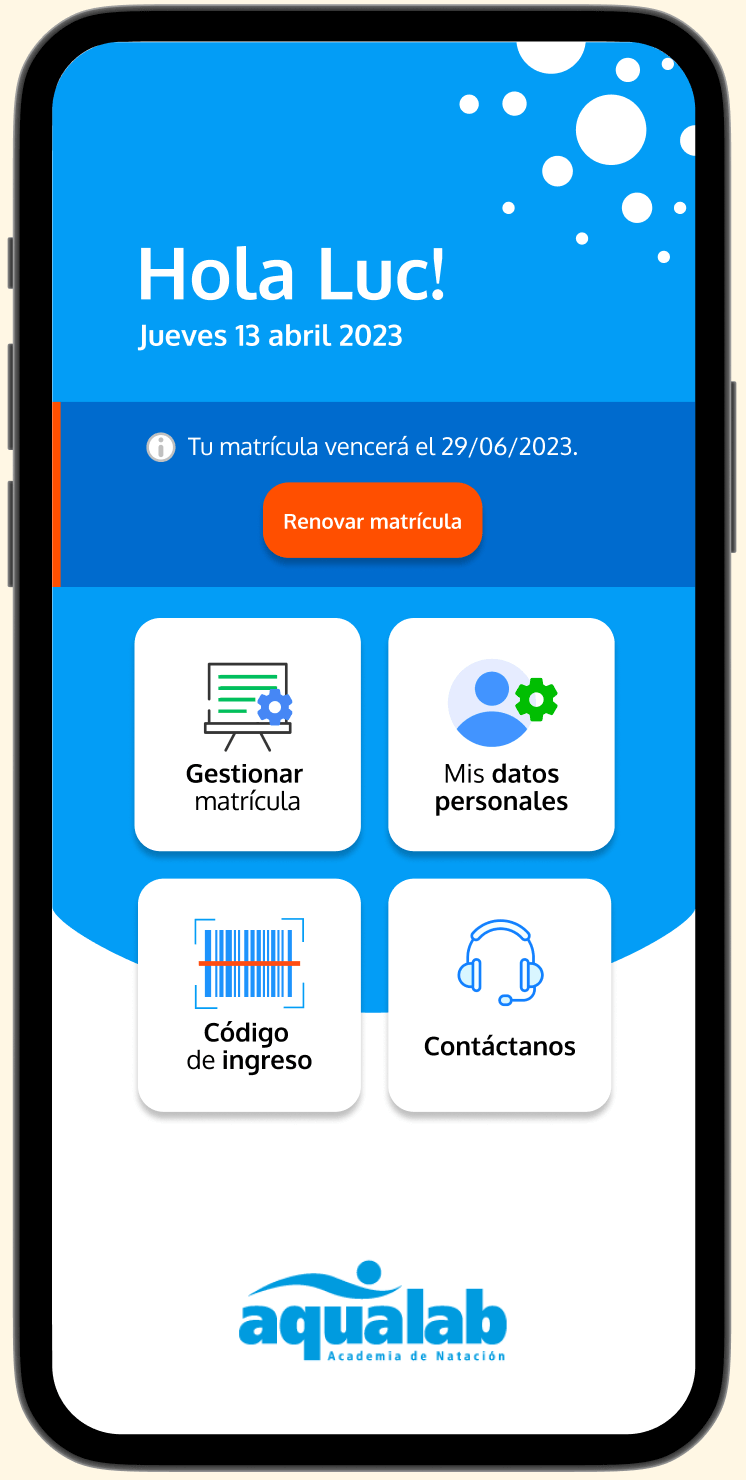 Hola Luc!
Jueves 13 abril 2023
Tu matrícula vencerá el 29/06/2023.
Renovar matrícula
Gestionar
matrícula
Mis datos
personales
Código
de ingreso
Contáctanos
aqualab
Academia de Natación